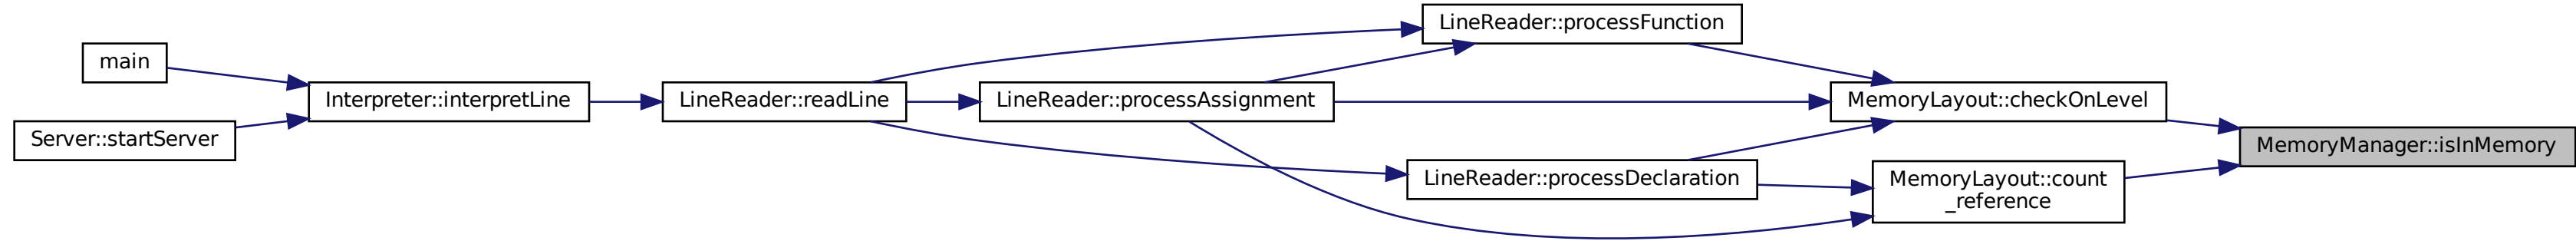 main
Server::startServer
Interpreter::interpretLine
LineReader::readLine
LineReader::processAssignment
LineReader::processFunction
LineReader::processDeclaration
MemoryLayout::checkOnLevel
MemoryLayout::count
_reference
MemoryManager::isInMemory